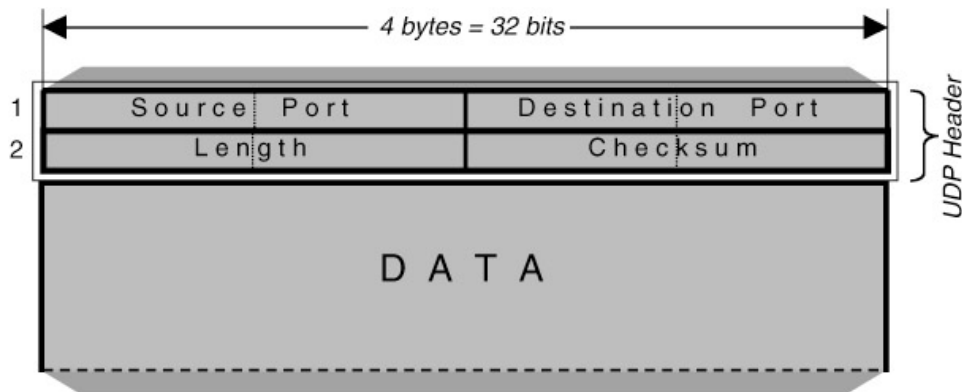 4 bytes = 32 bits
1 Source Port Destination Port
2 Length Checksum
UDP Header
DATA